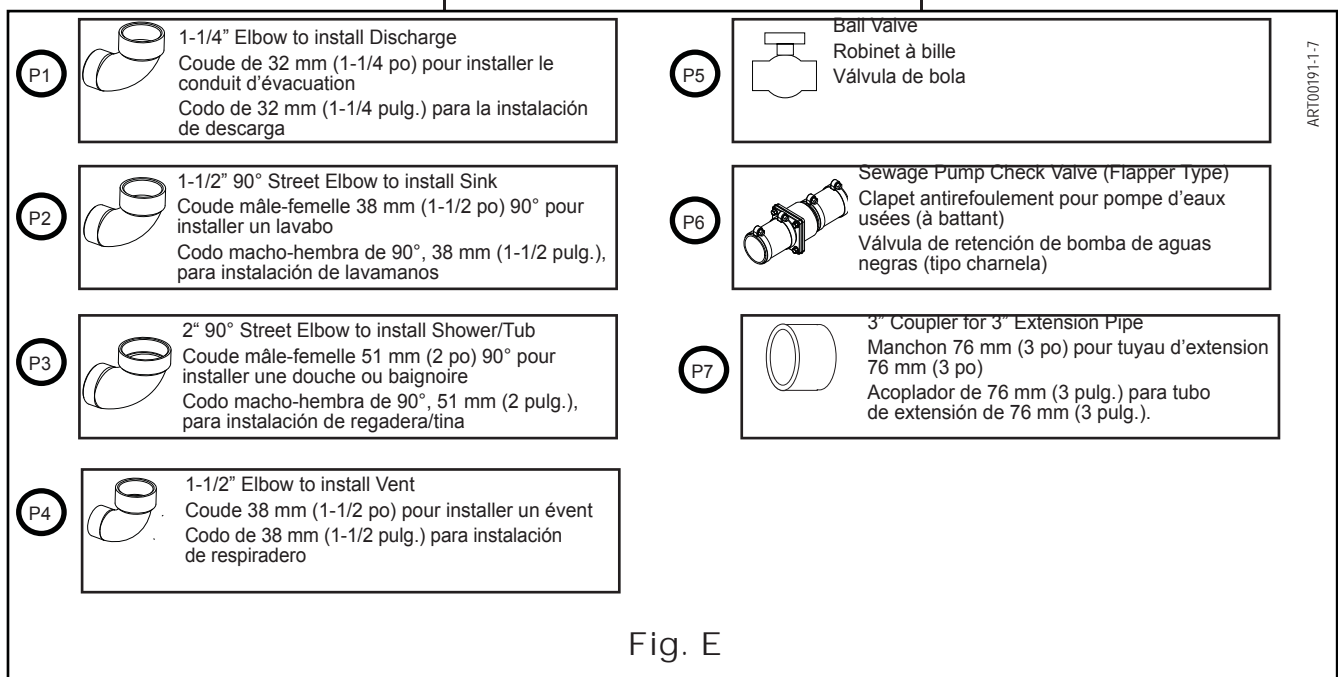 P1
1-1/4” Elbow to install Discharge
Coude de 32 mm (1-1/4 po) pour installer le
conduit d’évacuation
Codo de 32 mm (1-1/4 pulg.) para la instalación
de descarga
P2
1-1/2” 90° Street Elbow to install Sink
Coude mâle-femelle 38 mm (1-1/2 po) 90° pour
installer un lavabo
Codo macho-hembra de 90°, 38 mm (1-1/2 pulg.),
para instalación de lavamanos
P3
2“ 90° Street Elbow to install Shower/Tub
Coude mâle-femelle 51 mm (2 po) 90° pour
installer une douche ou baignoire
Codo macho-hembra de 90°, 51 mm (2 pulg.),
para instalación de regadera/tina
P4
1-1/2” Elbow to install Vent
Coude 38 mm (1-1/2 po) pour installer un évent
Codo de 38 mm (1-1/2 pulg.) para instalación
de respiradero
P5
Ball Valve
Robinet à bille
Válvula de bola
P6
Sewage Pump Check Valve (Flapper Type)
Clapet antirefoulement pour pompe d’eaux
usées (à battant)
Válvula de retención de bomba de aguas
negras (tipo charnela)
P7
3” Coupler for 3” Extension Pipe
Manchon 76 mm (3 po) pour tuyau d’extension
76 mm (3 po)
Acoplador de 76 mm (3 pulg.) para tubo
de extensión de 76 mm (3 pulg.).
ART00191-1-7
Fig. E